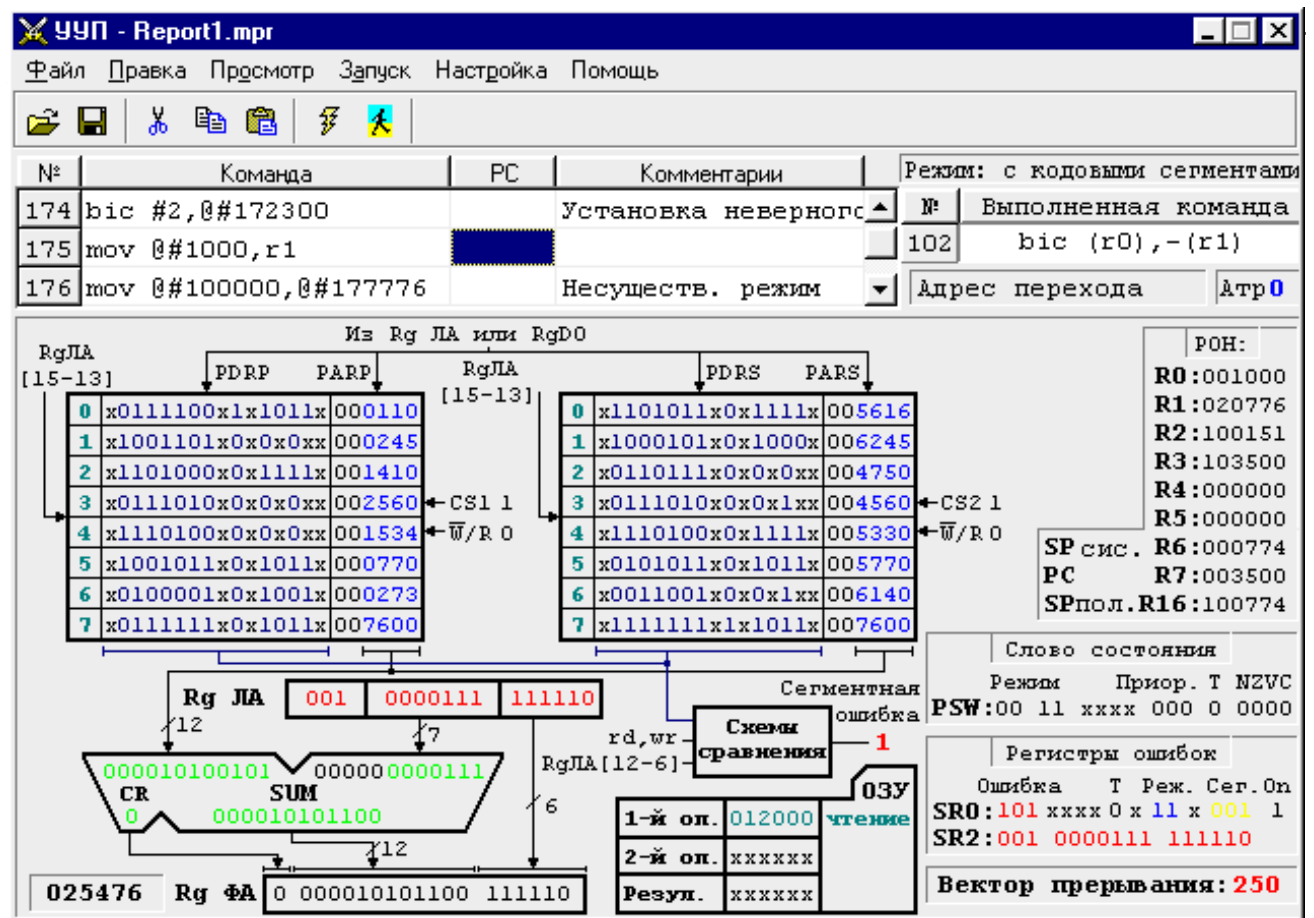 УУП - Report1.mpr
Файл Правка Просмотр Запуск Настройка Помощь
№ Команда PC Комментарии
174 bic #2,@#172300 Установка неверног
175 mov @#1000,r1
176 mov @#100000,@#177776 Несуществ. режим
Режим: с кодовыми сегментами
№ Выполненная команда
102 bic (r0),-(r1)
Адрес перехода Атр 0
Из Rg ЛА или RgDO
RgЛА [15-13] PDRP PARP
0 x0111100x1x1011x 000110
1 x1001101x0x0x0xx 000245
2 x1101000x0x1111x 001410
3 x0111010x0x0x0xx 002560 CS1 1
4 x1110100x0x0x0xx 001534 W̅/R 0
5 x1001011x0x1011x 000770
6 x0100001x0x1001x 000273
7 x0111111x0x1011x 007600
RgЛА [15-13] PDRS PARS
0 x1101011x0x1111x 005616
1 x1000101x0x1000x 006245
2 x0110111x0x0x0xx 004750
3 x0111010x0x0x1xx 004560 CS2 1
4 x1110100x0x1111x 005330 W̅/R 0
5 x0101011x0x1011x 005770
6 x0011001x0x0x1xx 006140
7 x1111111x1x1011x 007600
РОН:
R0:001000
R1:020776
R2:100151
R3:103500
R4:000000
R5:000000
SP сис. R6:000774
PC R7:003500
SPпол.R16:100774
Слово состояния
Режим Приор. T NZVC
PSW:00 11 xxxx 000 0 0000
Регистры ошибок
Ошибка T Реж. Сег.Оп
SR0:101 xxxx 0 x 11 x 001 1
SR2:001 0000111 111110
Вектор прерывания:250
Rg ЛА 001 0000111 111110
12 7
000010100101 000000000111
CR SUM
0 000010101100
12 6
025476 Rg ФА 0 000010101100 111110
Сегментная ошибка
rd,wr
RgЛА[12-6]
Схемы сравнения
1
ОЗУ
1-й оп. 012000 чтение
2-й оп. xxxxxx
Резул. xxxxxx